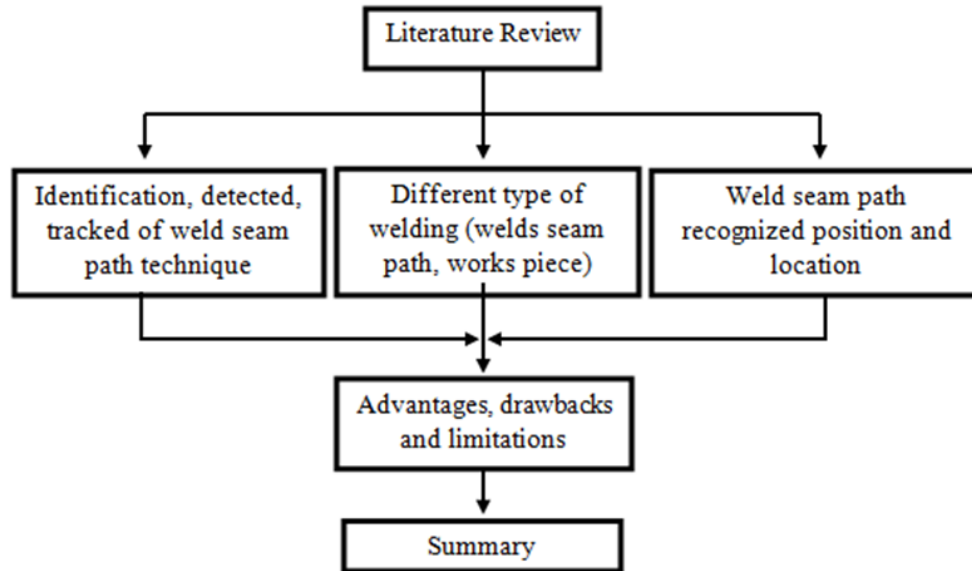 Literature Review
Identification, detected,
tracked of weld seam
path technique
Different type of
welding (welds seam
path, works piece)
Weld seam path
recognized position and
location
Advantages, drawbacks
and limitations
Summary